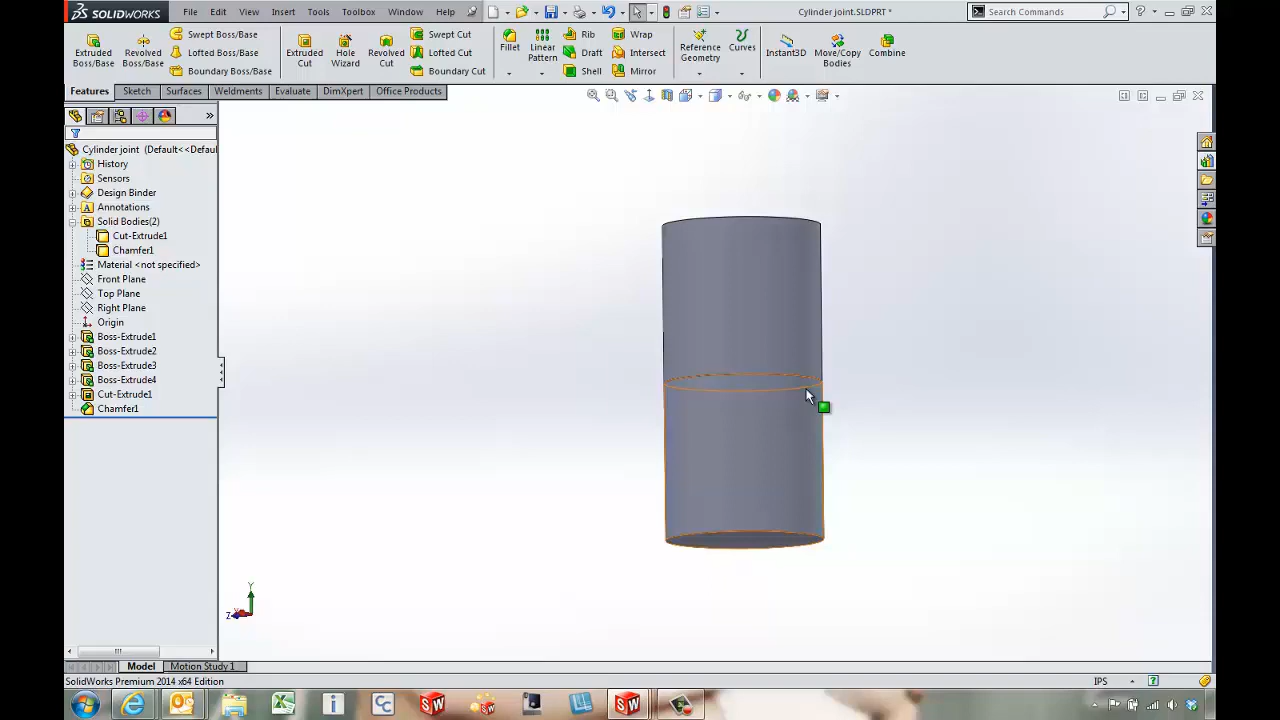 SOLIDWORKS File Edit View Insert Tools Toolbox Window Help Cylinder joint.SLDPRT * Search Commands
Extruded Boss/Base
Revolved Boss/Base
Swept Boss/Base
Lofted Boss/Base
Boundary Boss/Base
Extruded Cut
Hole Wizard
Revolved Cut
Swept Cut
Lofted Cut
Boundary Cut
Fillet
Linear Pattern
Rib
Draft
Shell
Wrap
Intersect
Mirror
Reference Geometry
Curves
Instant3D
Move/Copy Bodies
Combine
Features Sketch Surfaces Weldments Evaluate DimXpert Office Products
Cylinder joint (Default<<Defaul
History
Sensors
Design Binder
Annotations
Solid Bodies(2)
Cut-Extrude1
Chamfer1
Material <not specified>
Front Plane
Top Plane
Right Plane
Origin
Boss-Extrude1
Boss-Extrude2
Boss-Extrude3
Boss-Extrude4
Cut-Extrude1
Chamfer1
Y
Z
Model Motion Study 1
SolidWorks Premium 2014 x64 Edition IPS